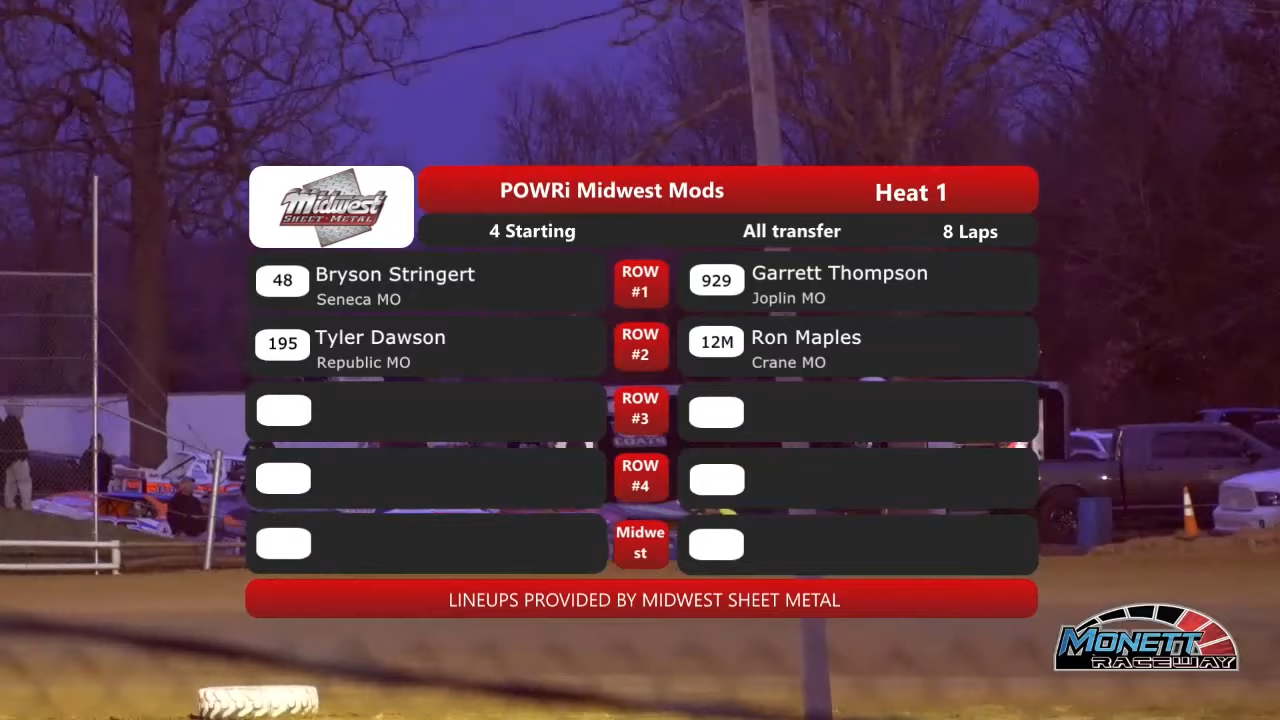 Midwest
SHEET METAL
POWRi Midwest Mods
Heat 1
4 Starting
All transfer
8 Laps
48
Bryson Stringert
Seneca MO
ROW
#1
929
Garrett Thompson
Joplin MO
195
Tyler Dawson
Republic MO
ROW
#2
12M
Ron Maples
Crane MO
ROW
#3
COATS
ROW
#4
Midwe
st
LINEUPS PROVIDED BY MIDWEST SHEET METAL
MONETT
RACEWAY